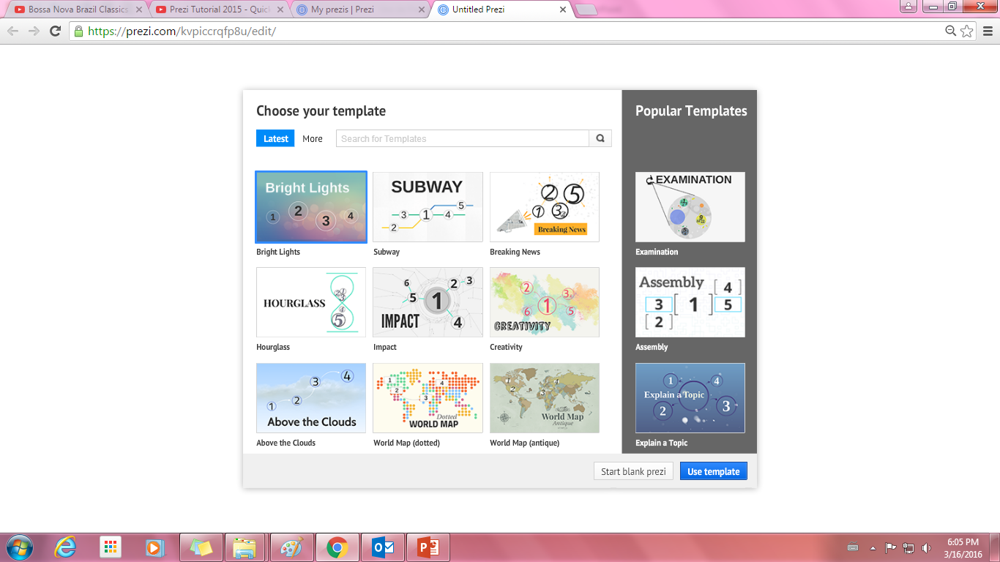 Bossa Nova Brazil Classics
Prezi Tutorial 2015 - Quick
My prezis | Prezi
Untitled Prezi
https://prezi.com/kvpiccrqfp8u/edit/
Choose your template
Popular Templates
Latest
More
Search for Templates
Bright Lights
1 2 3 4
SUBWAY
2 3 1 4 5
1 2 3 4 5
Breaking News
EXAMINATION
Bright Lights
Subway
Breaking News
Examination
HOURGLASS
5
IMPACT
6 5 1 2 3 4
CREATIVITY
2 1 3 6 5
Assembly
3 2 1 4 5
Hourglass
Impact
Creativity
Assembly
1 2 3 4
Above the Clouds
1 2 3 4
Dotted
WORLD MAP
World Map
Antique
1 4
Explain a Topic
2 3
Above the Clouds
World Map (dotted)
World Map (antique)
Explain a Topic
Start blank prezi
Use template
6:05 PM
3/16/2016